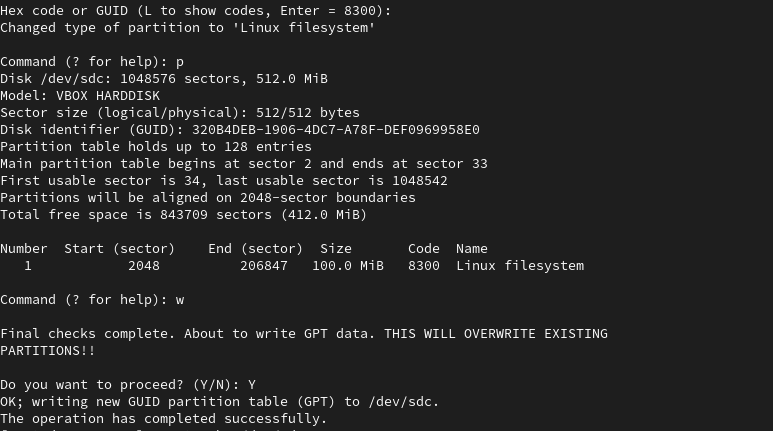 Hex code or GUID (L to show codes, Enter = 8300):
Changed type of partition to 'Linux filesystem'
Command (? for help): p
Disk /dev/sdc: 1048576 sectors, 512.0 MiB
Model: VBOX HARDDISK
Sector size (logical/physical): 512/512 bytes
Disk identifier (GUID): 320B4DEB-1906-4DC7-A78F-DEF0969958E0
Partition table holds up to 128 entries
Main partition table begins at sector 2 and ends at sector 33
First usable sector is 34, last usable sector is 1048542
Partitions will be aligned on 2048-sector boundaries
Total free space is 843709 sectors (412.0 MiB)
Number  Start (sector)    End (sector)  Size       Code  Name
   1            2048          206847   100.0 MiB   8300  Linux filesystem
Command (? for help): w
Final checks complete. About to write GPT data. THIS WILL OVERWRITE EXISTING
PARTITIONS!!
Do you want to proceed? (Y/N): Y
OK; writing new GUID partition table (GPT) to /dev/sdc.
The operation has completed successfully.